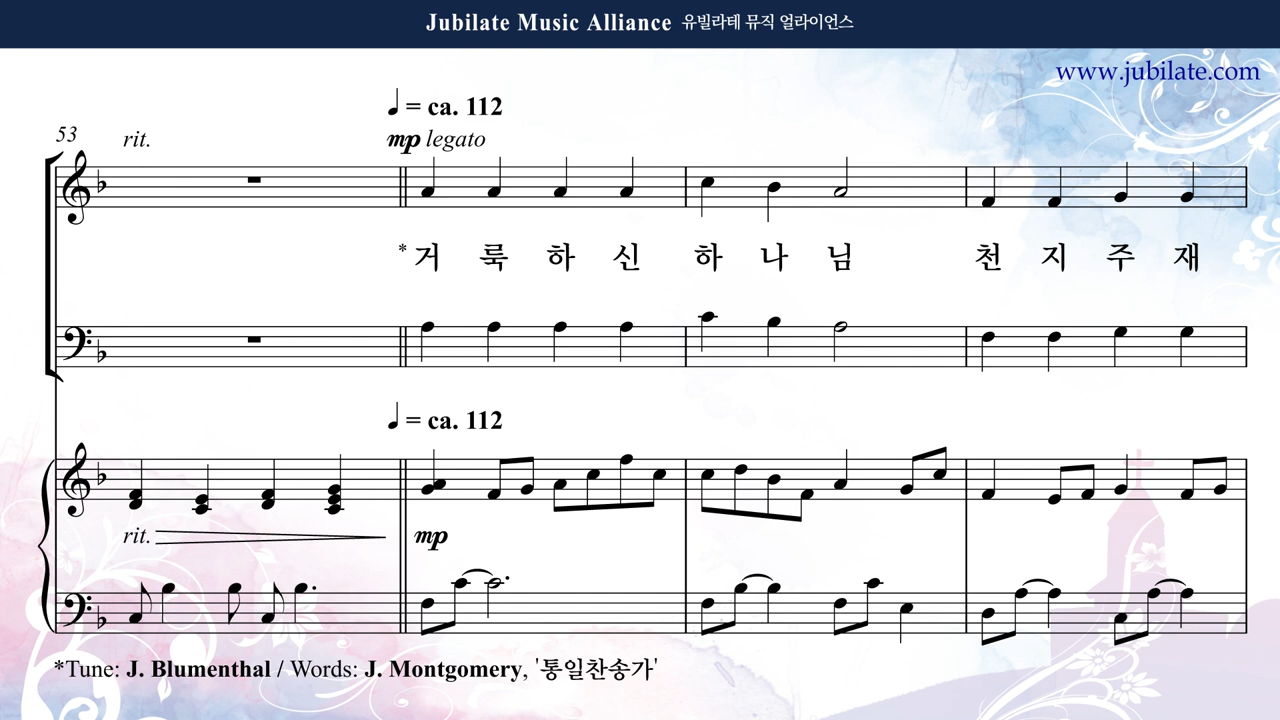 Jubilate Music Alliance 유빌라테 뮤직 얼라이언스
www.jubilate.com
♩ = ca. 112
53 rit. mp legato
*거 룩 하 신 하 나 님 천 지 주 재
♩ = ca. 112
rit. mp
*Tune: J. Blumenthal / Words: J. Montgomery, '통일찬송가'